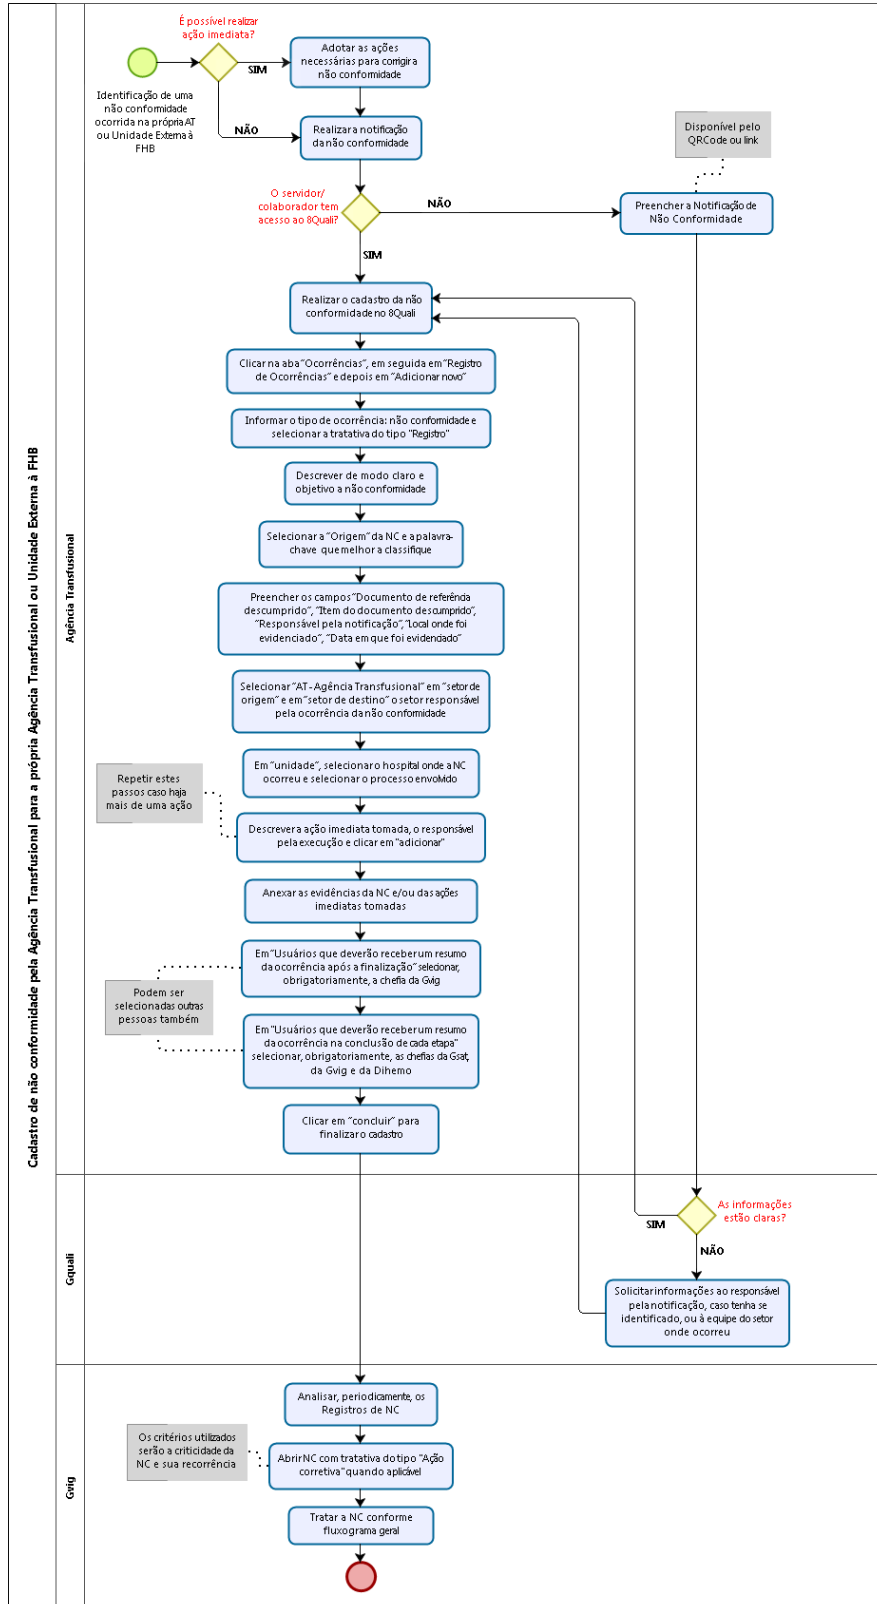 Cadastro de não conformidade pela Agência Transfusional para a própria Agência Transfusional ou Unidade Externa à FHB
Agência Transfusional
É possível realizar
ação imediata?
SIM
NÃO
Identificação de uma
não conformidade
ocorrida na própria AT
ou Unidade Externa à
FHB
Adotar as ações
necessárias para corrigir a
não conformidade
Realizar a notificação
da não conformidade
Disponível pelo
QRCode ou link
O servidor/
colaborador tem
acesso ao 8Quali?
NÃO
SIM
Preencher a Notificação de
Não Conformidade
Realizar o cadastro da não
conformidade no 8Quali
Clicar na aba "Ocorrências", em seguida em "Registro
de Ocorrências" e depois em "Adicionar novo"
Informar o tipo de ocorrência: não conformidade e
selecionar a tratativa do tipo "Registro"
Descrever de modo claro e
objetivo a não conformidade
Selecionar a "Origem" da NC e a palavra-
chave que melhor a classifique
Preencher os campos "Documento de referência
descumprido", "Item do documento descumprido",
"Responsável pela notificação", "Local onde foi
evidenciado", "Data em que foi evidenciado"
Selecionar "AT - Agência Transfusional" em "setor de
origem" e em "setor de destino" o setor responsável
pela ocorrência da não conformidade
Em "unidade", selecionar o hospital onde a NC
ocorreu e selecionar o processo envolvido
Repetir estes
passos caso haja
mais de uma ação
Descrever a ação imediata tomada, o responsável
pela execução e clicar em "adicionar"
Anexar as evidências da NC e/ou das ações
imediatas tomadas
Em "Usuários que deverão receber um resumo
da ocorrência após a finalização" selecionar,
obrigatoriamente, a chefia da Gvig
Podem ser
selecionadas outras
pessoas também
Em "Usuários que deverão receber um resumo
da ocorrência na conclusão de cada etapa"
selecionar, obrigatoriamente, as chefias da Gsat,
da Gvig e da Dihemo
Clicar em "concluir" para
finalizar o cadastro
Gquali
As informações
estão claras?
SIM
NÃO
Solicitar informações ao responsável
pela notificação, caso tenha se
identificado, ou à equipe do setor
onde ocorreu
Gvig
Analisar, periodicamente, os
Registros de NC
Os critérios utilizados
serão a criticidade da
NC e sua recorrência
Abrir NC com tratativa do tipo "Ação
corretiva" quando aplicável
Tratar a NC conforme
fluxograma geral